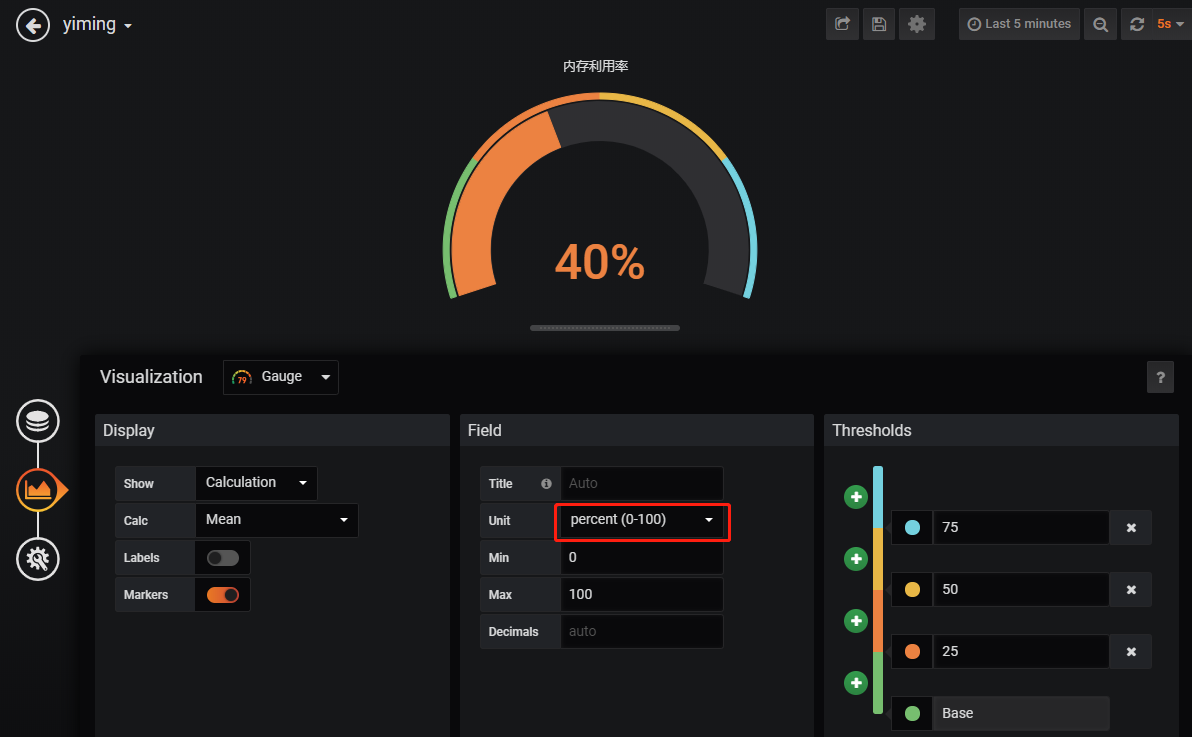 yiming
Last 5 minutes
5s
内存利用率
40%
Visualization
79
Gauge
?
Display
Field
Thresholds
Show
Calculation
Title
Auto
Calc
Mean
Unit
percent (0-100)
75
Labels
Min
0
Markers
Max
100
50
Decimals
auto
25
Base